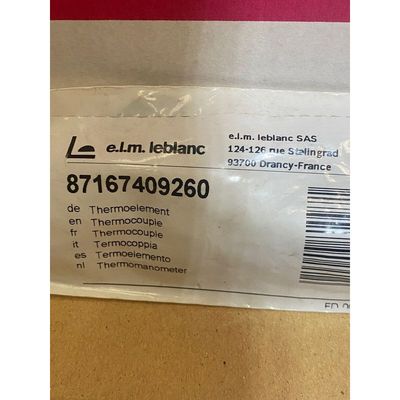 e.l.m. leblanc
e.l.m. leblanc SAS
124-126 rue Stalingrad
93700 Drancy-France
87167409260
de Thermoelement
en Thermocouple
fr Thermocouple
it Termocoppia
es Termoelemento
nl Thermomanometer